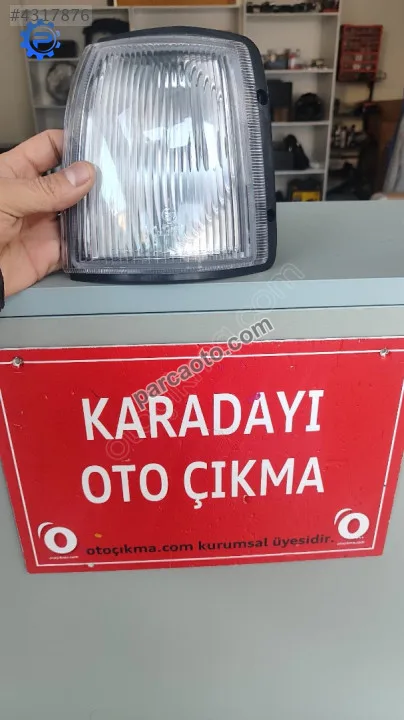 #4317876
parcaoto.com
KARADAYI
OTO ÇIKMA
otoçıkma.com kurumsal üyesidir.